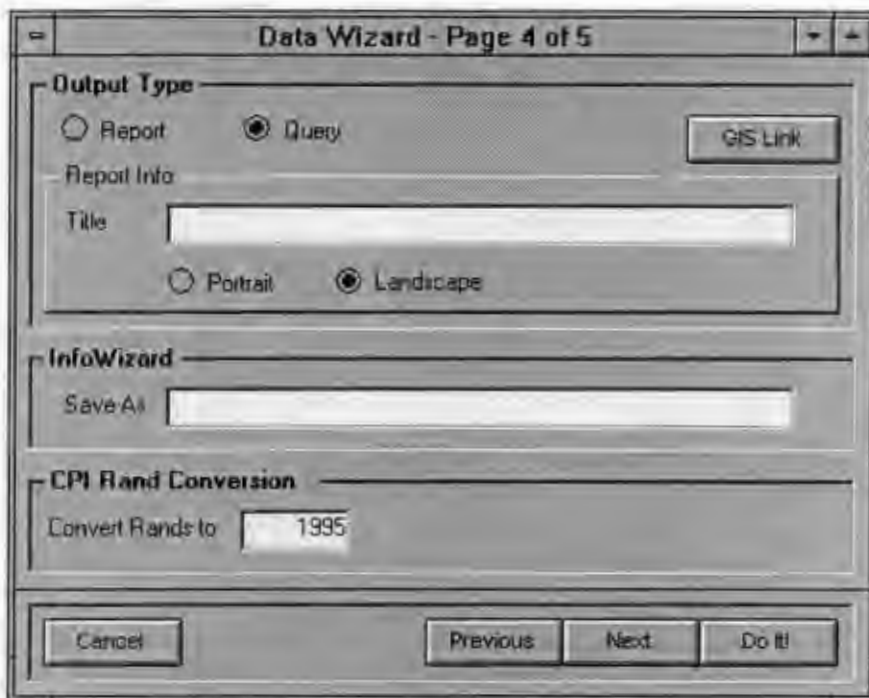 Data Wizard - Page 4 of 5
Output Type
Report Query GIS Link
Report Info
Title
Portrait Landscape
InfoWizard
Save As
CPI Rand Conversion
Convert Rands to 1995
Cancel Previous Next Do It!